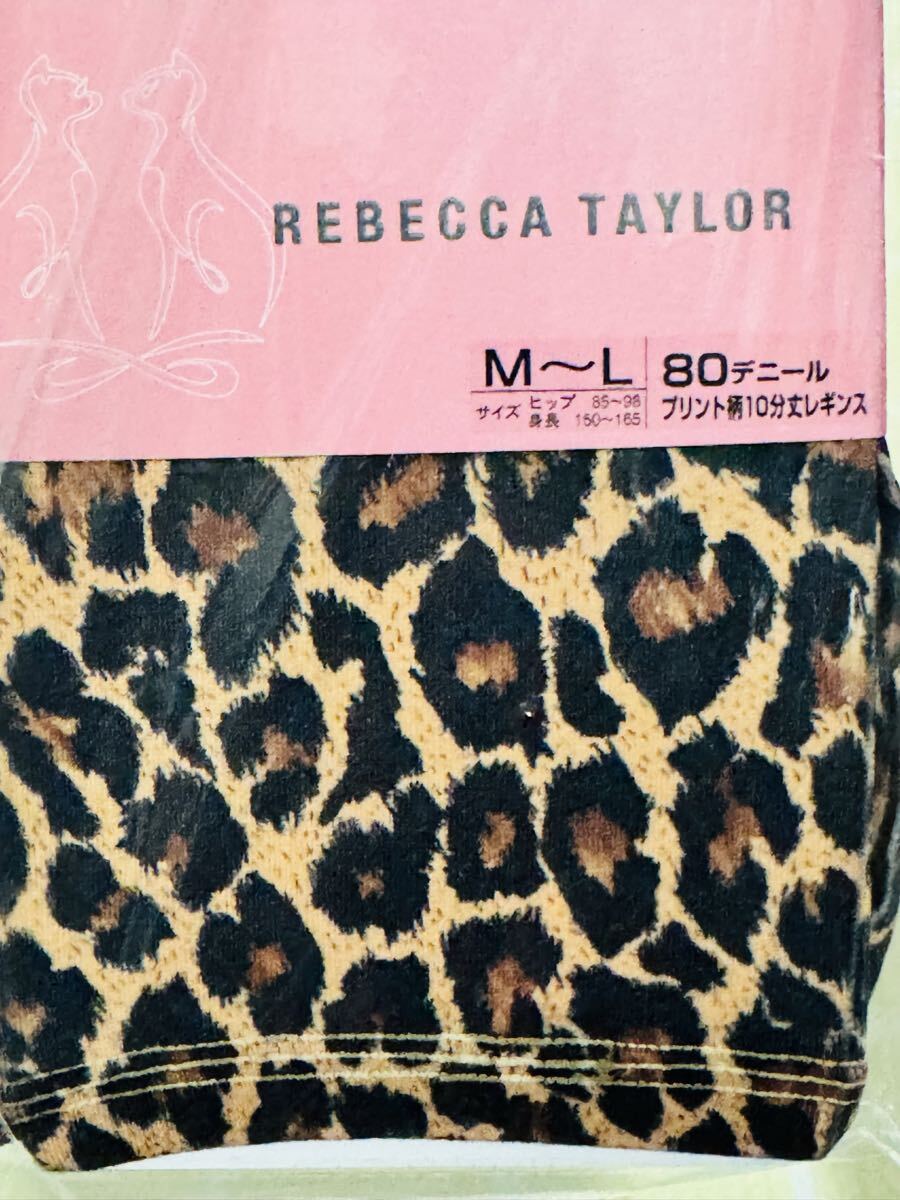 REBECCA TAYLOR
M～L
サイズ ヒップ 85~98
身長 150~165
80デニール
プリント柄10分丈レギンス